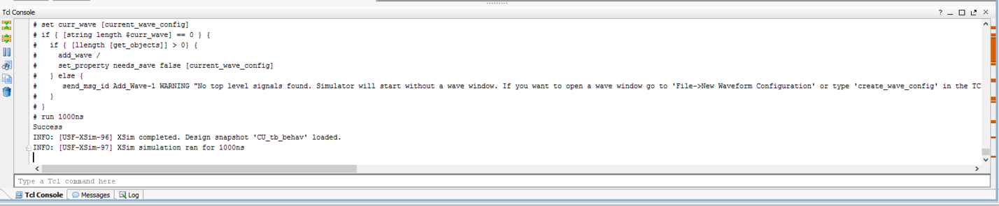 Tcl Console
? _ ×
# set curr_wave [current_wave_config]
# if { [string length $curr_wave] == 0 } {
#   if { [llength [get_objects]] > 0} {
#     add_wave /
#     set_property needs_save false [current_wave_config]
#   } else {
#      send_msg_id Add_Wave-1 WARNING "No top level signals found. Simulator will start without a wave window. If you want to open a wave window go to 'File->New Waveform Configuration' or type 'create_wave_config' in the TC
#   }
# }
# run 1000ns
Success
INFO: [USF-XSim-96] XSim completed. Design snapshot 'CU_tb_behav' loaded.
INFO: [USF-XSim-97] XSim simulation ran for 1000ns
Type a Tcl command here
Tcl Console Messages Log